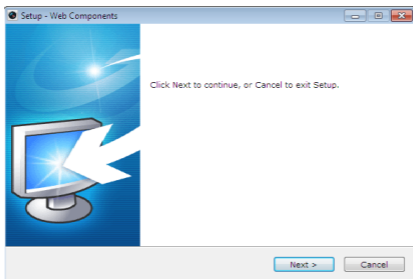 Setup - Web Components
Click Next to continue, or Cancel to exit Setup.
Next >
Cancel